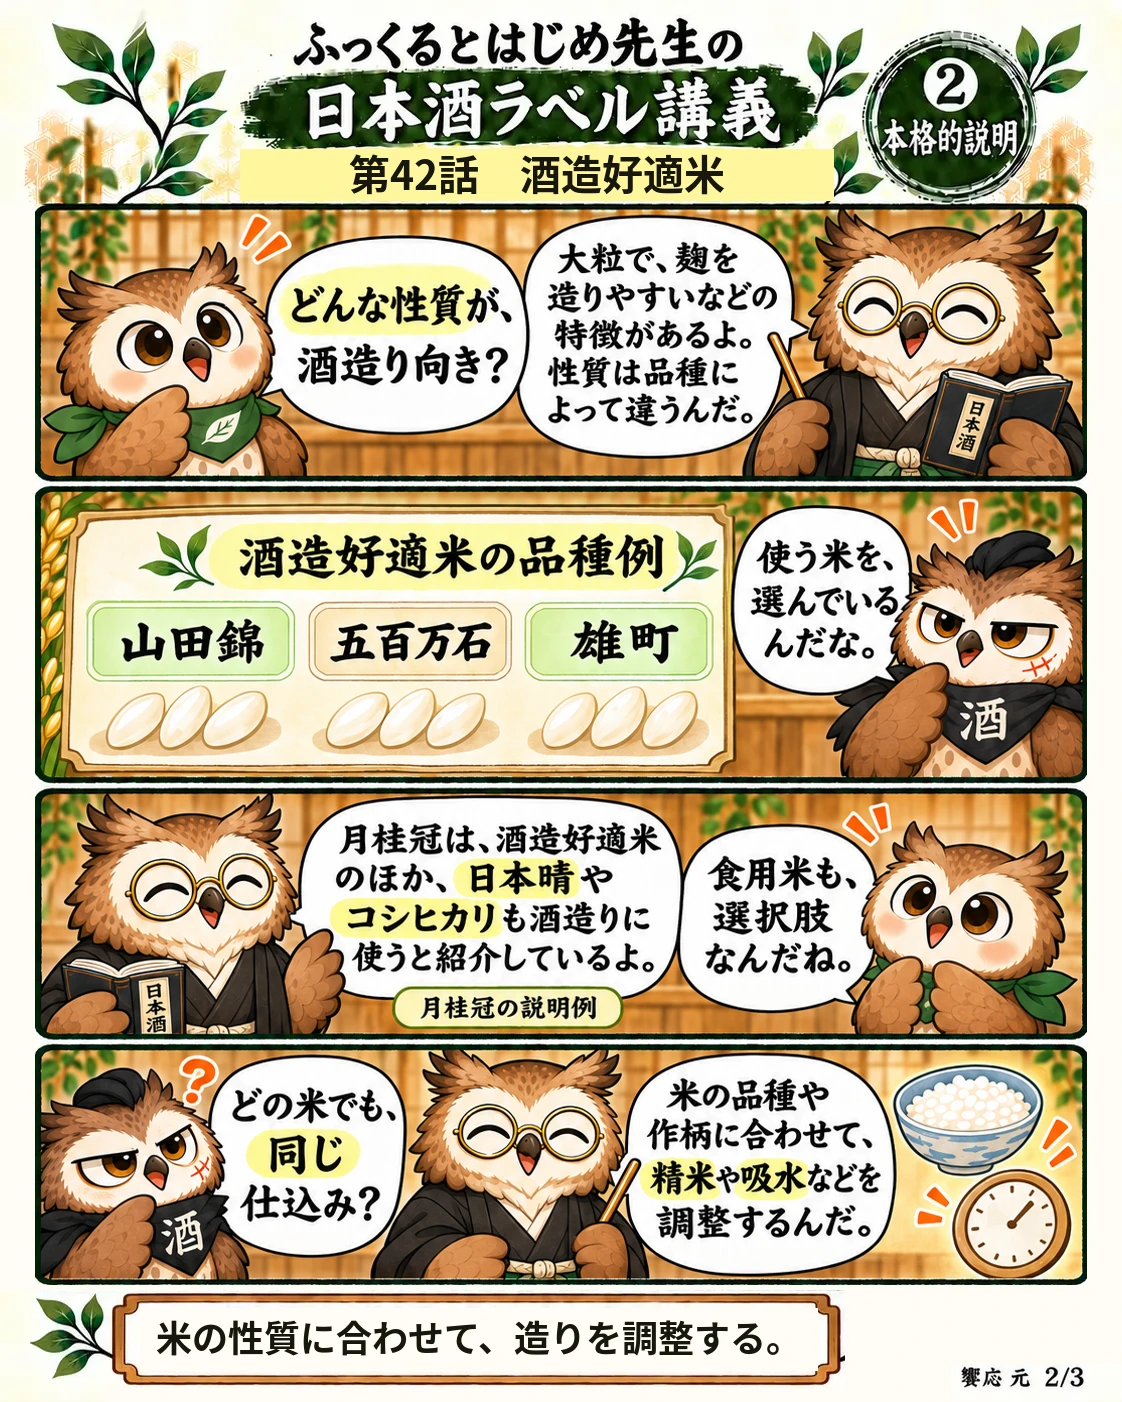 ふっくるとはじめ先生の
日本酒ラベル講義
2
本格的説明
第42話　酒造好適米
どんな性質が、
酒造り向き?
大粒で、麹を
造りやすいなどの
特徴があるよ。
性質は品種に
よって違うんだ。
日本酒
酒造好適米の品種例
山田錦
五百万石
雄町
使う米を、
選んでいる
んだな。
酒
月桂冠は、酒造好適米
のほか、日本晴や
コシヒカリも酒造りに
使うと紹介しているよ。
月桂冠の説明例
日本酒
食用米も、
選択肢
なんだね。
?
どの米でも、
同じ
仕込み?
酒
米の品種や
作柄に合わせて、
精米や吸水などを
調整するんだ。
米の性質に合わせて、造りを調整する。
饗応 元 2/3